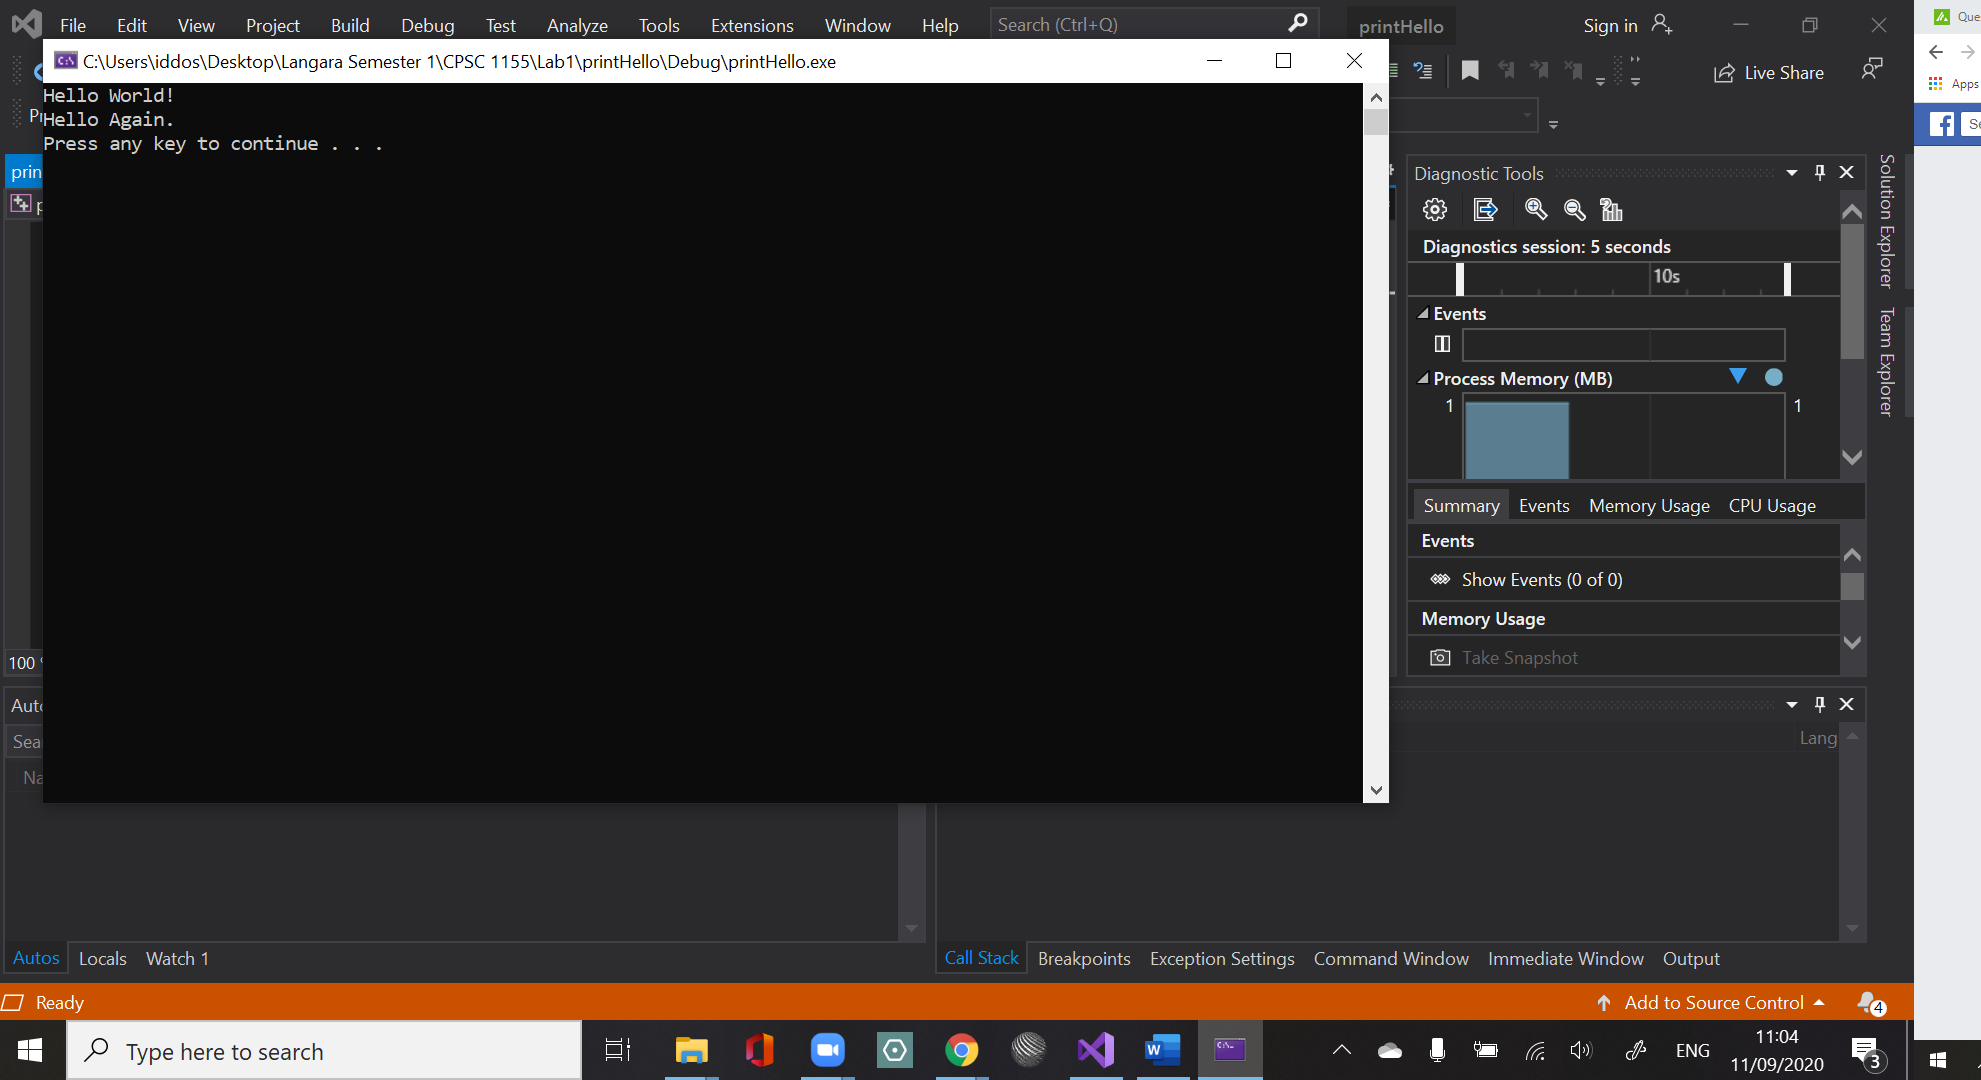 File Edit View Project Build Debug Test Analyze Tools Extensions Window Help Search (Ctrl+Q) printHello Sign in
C:\Users\iddos\Desktop\Langara Semester 1\CPSC 1155\Lab1\printHello\Debug\printHello.exe
Hello World!
Hello Again.
Press any key to continue . . .
Live Share
Apps
Diagnostic Tools
Diagnostics session: 5 seconds
10s
Events
Process Memory (MB)
1 1
Summary Events Memory Usage CPU Usage
Events
Show Events (0 of 0)
Memory Usage
Take Snapshot
Solution Explorer
Team Explorer
100
Lang
Autos Locals Watch 1
Call Stack Breakpoints Exception Settings Command Window Immediate Window Output
Ready
Add to Source Control 4
Type here to search
ENG
11:04
11/09/2020
3